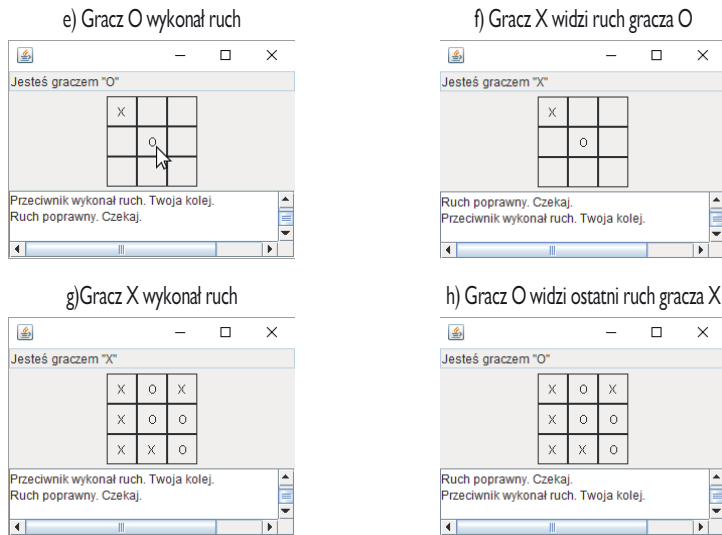 e) Gracz O wykonał ruch
Jesteś graczem "O"
X
O
Przeciwnik wykonał ruch. Twoja kolej.
Ruch poprawny. Czekaj.
f) Gracz X widzi ruch gracza O
Jesteś graczem "X"
X
O
Ruch poprawny. Czekaj.
Przeciwnik wykonał ruch. Twoja kolej.
g)Gracz X wykonał ruch
Jesteś graczem "X"
X O X
X O O
X X O
Przeciwnik wykonał ruch. Twoja kolej.
Ruch poprawny. Czekaj.
h) Gracz O widzi ostatni ruch gracza X
Jesteś graczem "O"
X O X
X O O
X X O
Ruch poprawny. Czekaj.
Przeciwnik wykonał ruch. Twoja kolej.